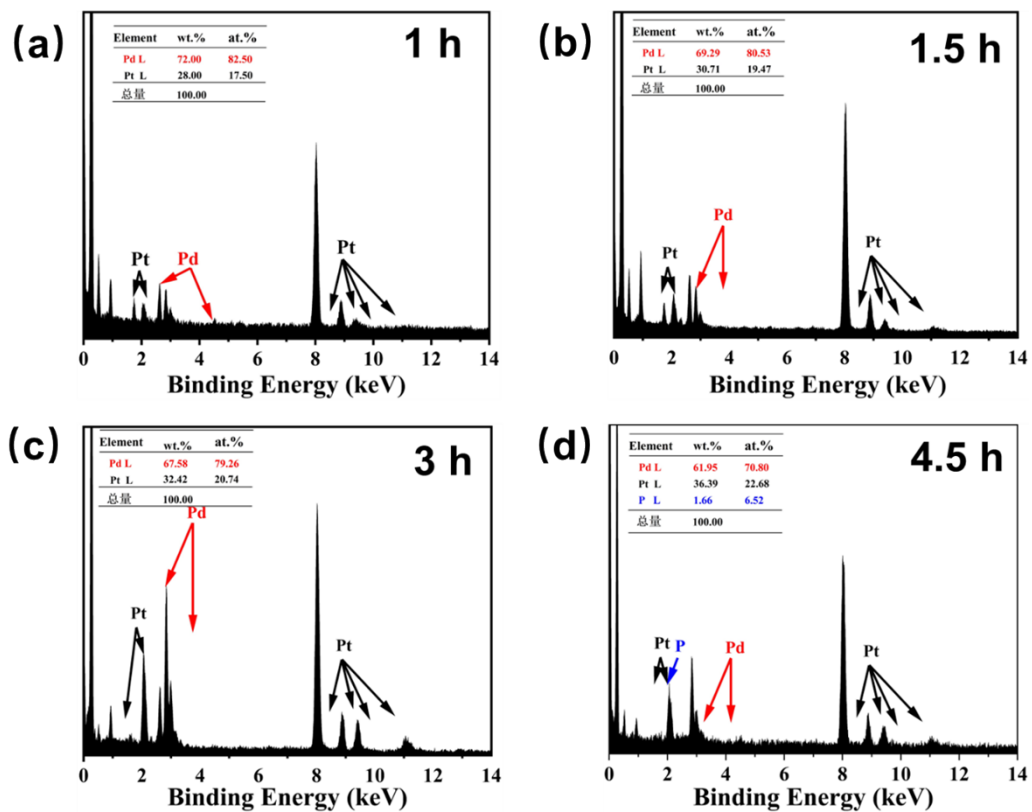 (a)
1 h
Element wt.% at.%
Pd L 72.00 82.50
Pt L 28.00 17.50
总量 100.00
Pt
Pd
Pt
0 2 4 6 8 10 12 14
Binding Energy (keV)
(b)
1.5 h
Element wt.% at.%
Pd L 69.29 80.53
Pt L 30.71 19.47
总量 100.00
Pt
Pd
Pt
0 2 4 6 8 10 12 14
Binding Energy (keV)
(c)
3 h
Element wt.% at.%
Pd L 67.58 79.26
Pt L 32.42 20.74
总量 100.00
Pd
Pt
Pt
0 2 4 6 8 10 12 14
Binding Energy (keV)
(d)
4.5 h
Element wt.% at.%
Pd L 61.95 70.80
Pt L 36.39 22.68
P L 1.66 6.52
总量 100.00
Pt
P
Pd
Pt
0 2 4 6 8 10 12 14
Binding Energy (keV)